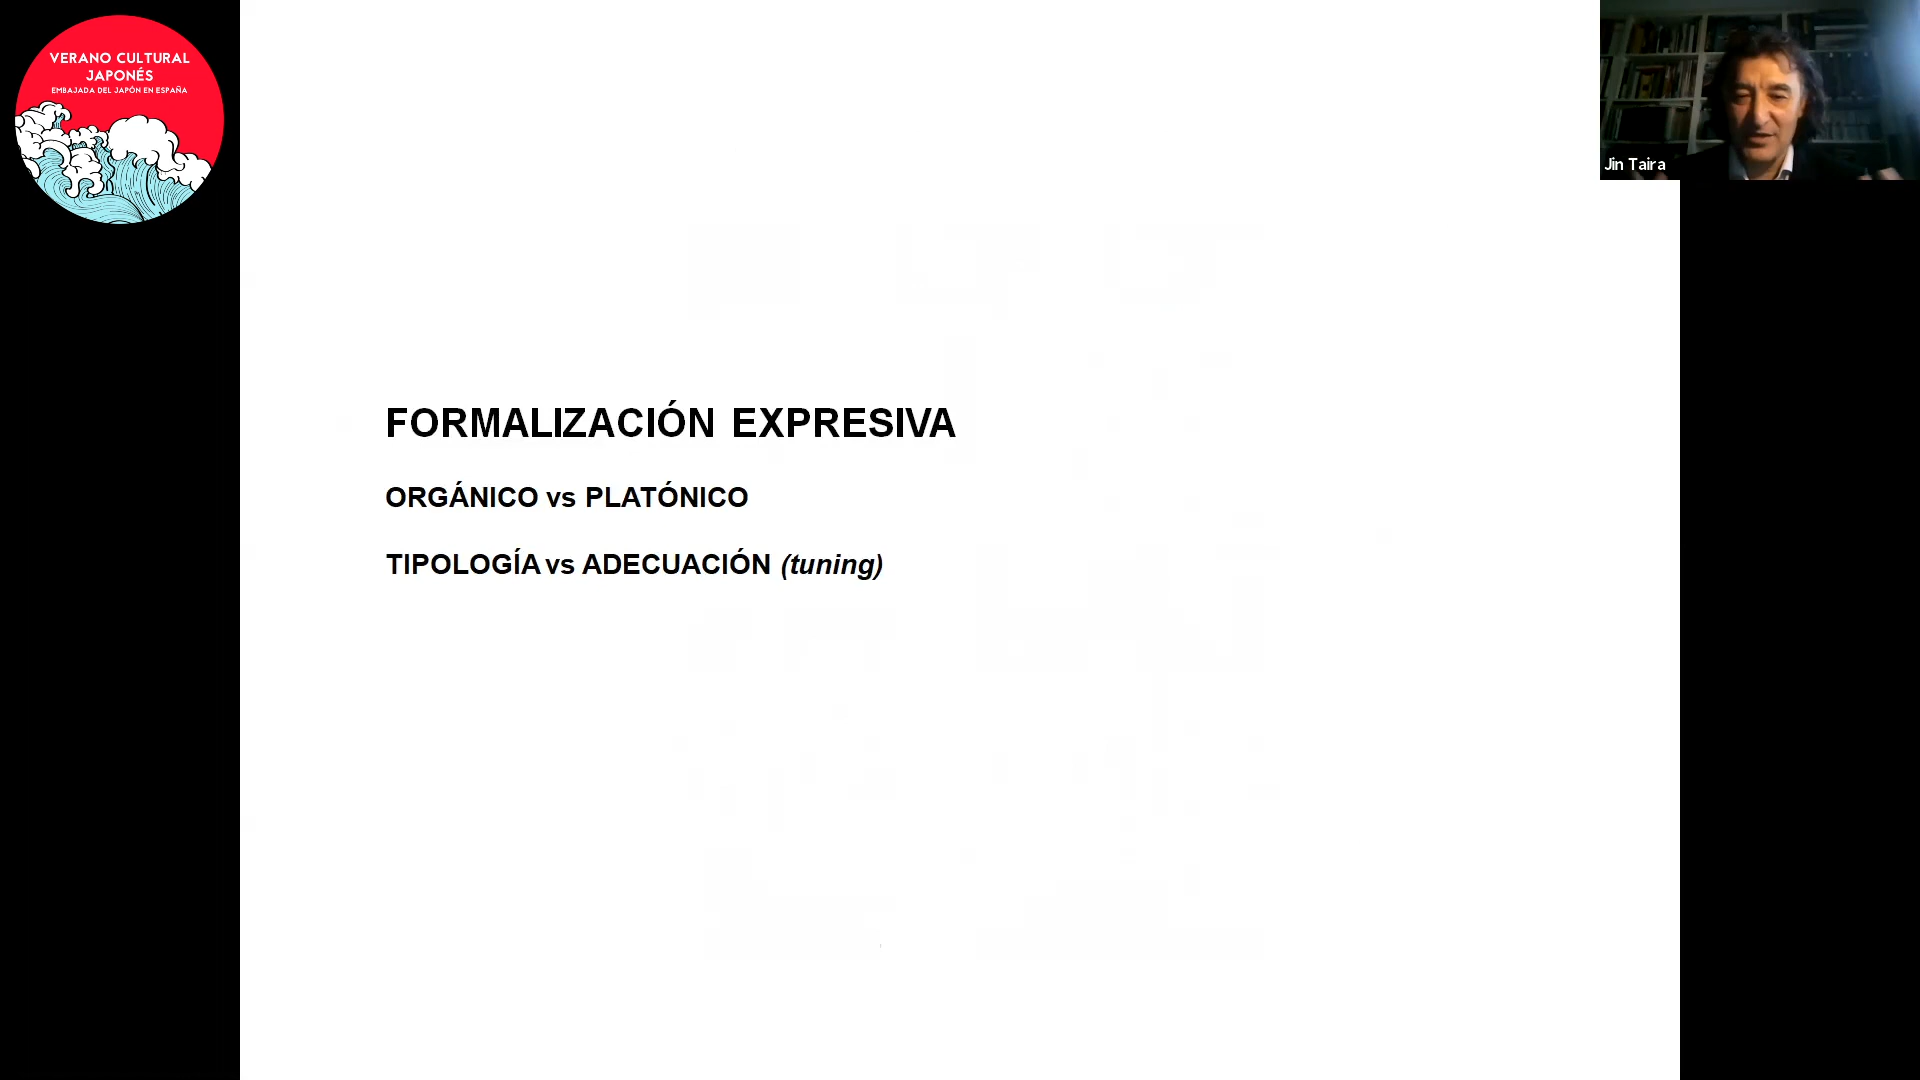 VERANO CULTURAL
JAPONÉS
EMBAJADA DEL JAPÓN EN ESPAÑA
Jin Taira
FORMALIZACIÓN EXPRESIVA
ORGÁNICO vs PLATÓNICO
TIPOLOGÍA vs ADECUACIÓN (tuning)